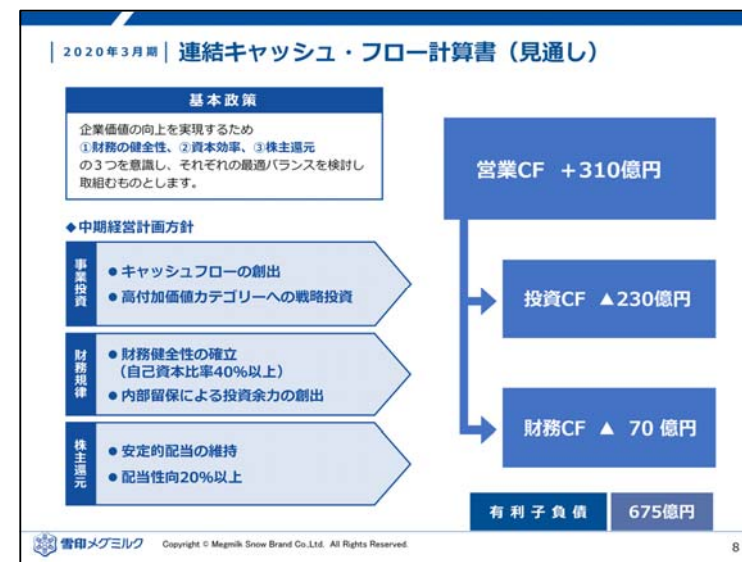 2020年3月期 連結キャッシュ・フロー計算書（見通し）
基本政策
企業価値の向上を実現するため
①財務の健全性、②資本効率、③株主還元
の３つを意識し、それぞれの最適バランスを検討し
取組むものとします。
◆中期経営計画方針
事業投資
●キャッシュフローの創出
●高付加価値カテゴリーへの戦略投資
財務規律
●財務健全性の確立
（自己資本比率40%以上）
●内部留保による投資余力の創出
株主還元
●安定的配当の維持
●配当性向20%以上
営業CF +310億円
投資CF ▲230億円
財務CF ▲ 70 億円
有利子負債 675億円
雪印メグミルク Copyright © Megmilk Snow Brand Co.,Ltd. All Rights Reserved.
8